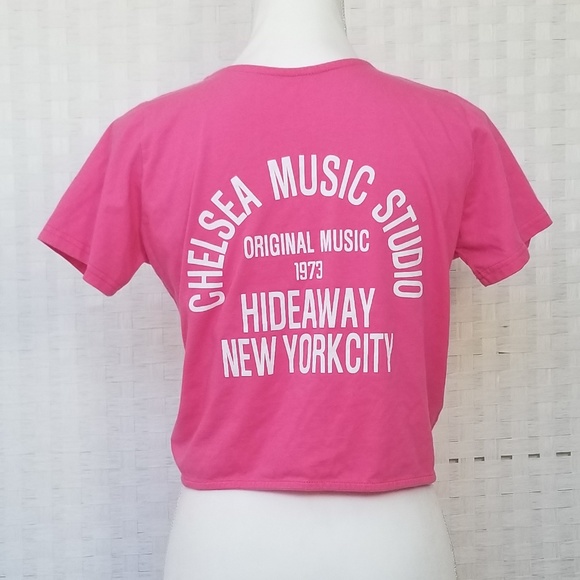 CHELSEA MUSIC STUDIO
ORIGINAL MUSIC
1973
HIDEAWAY
NEW YORKCITY